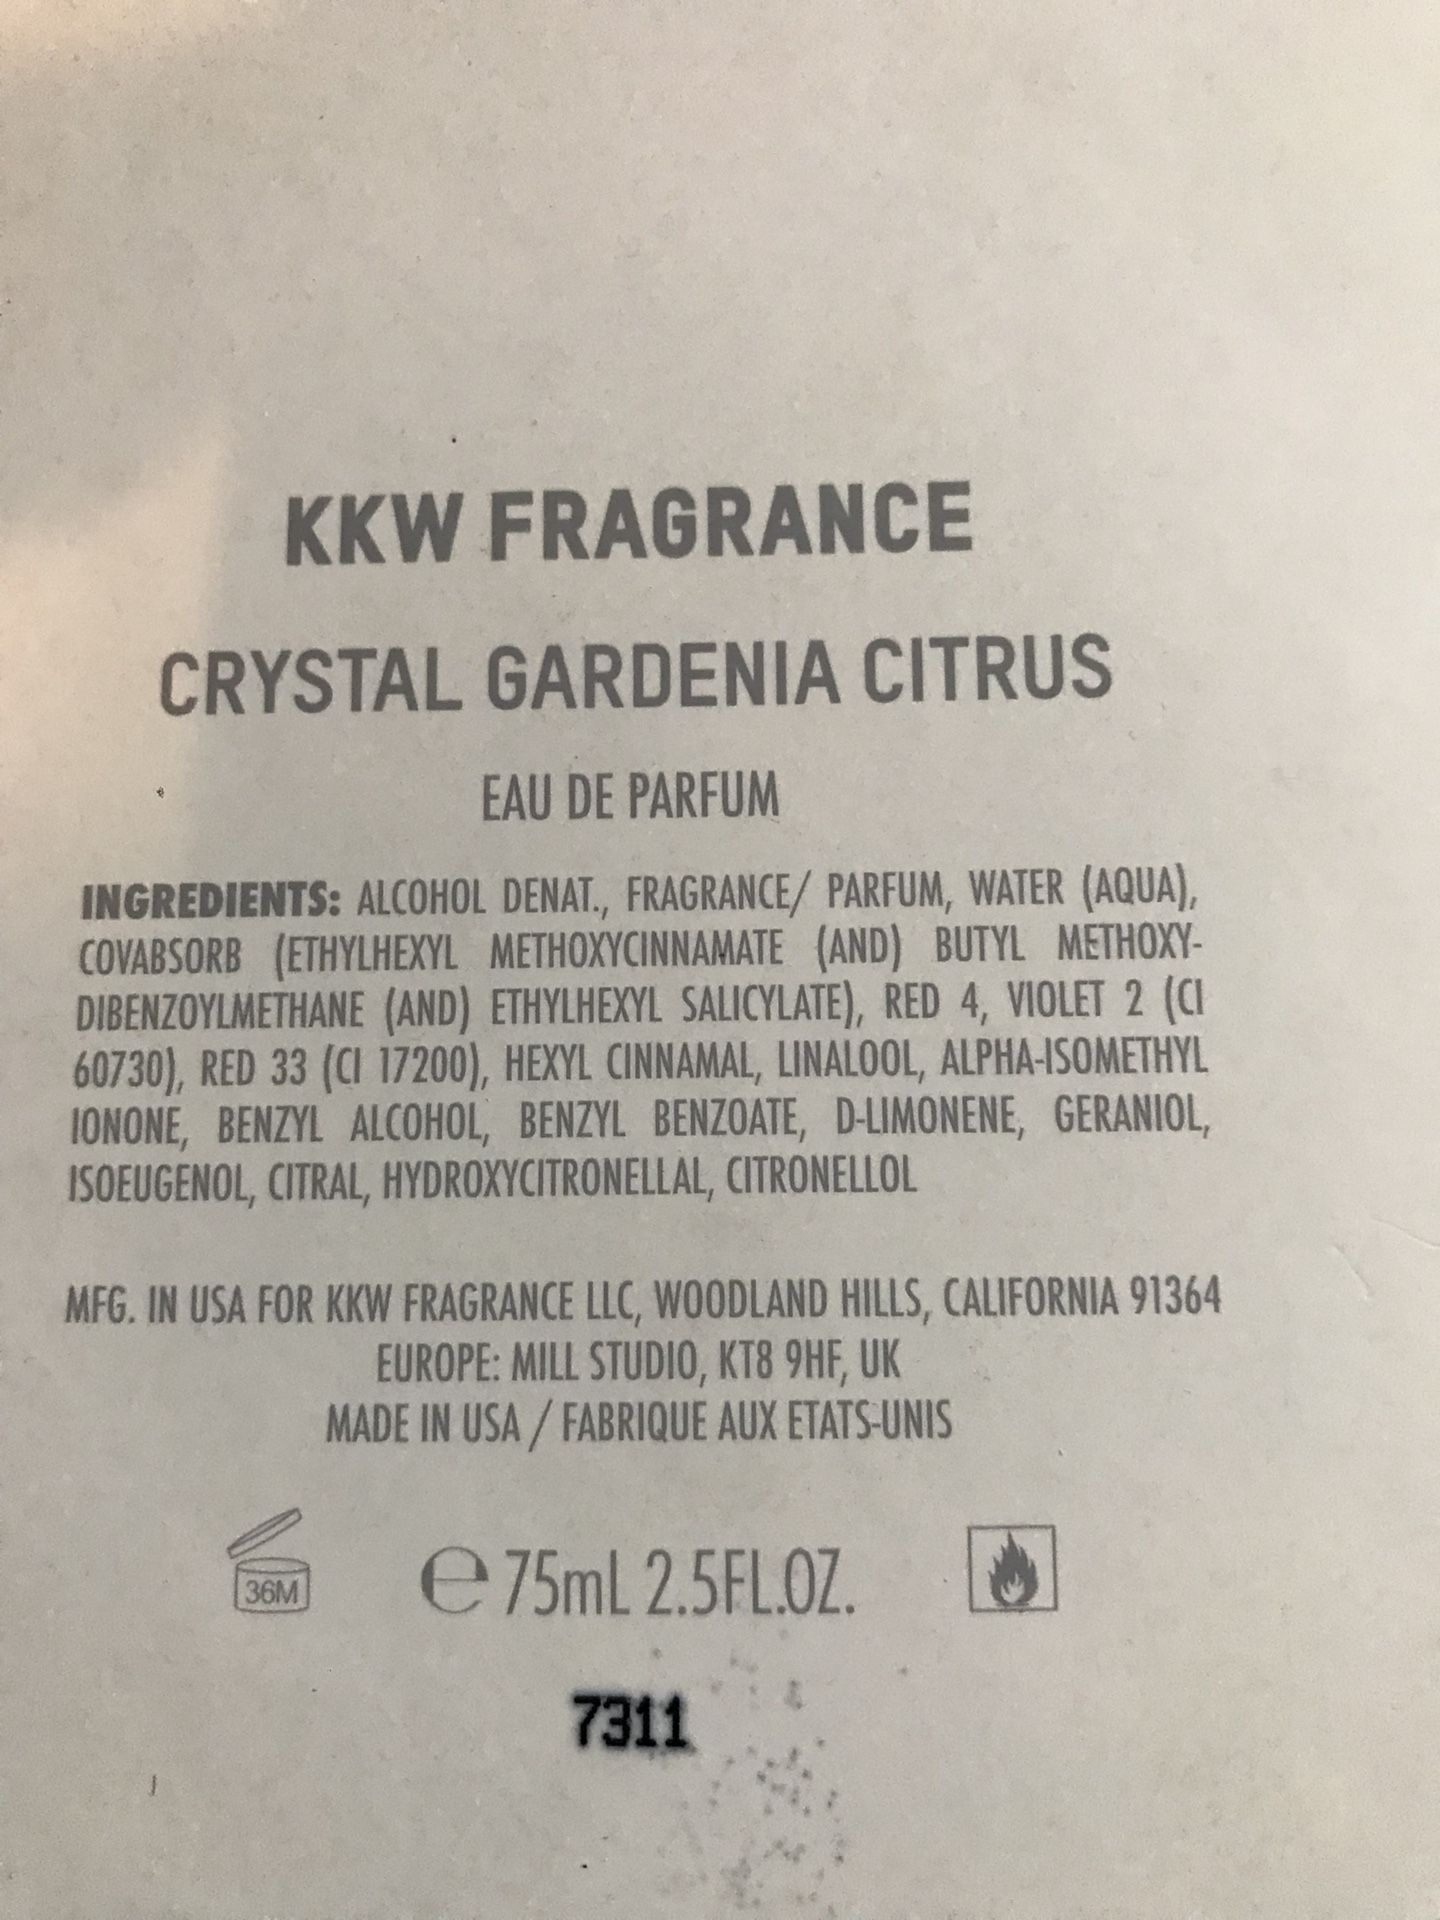 KKW FRAGRANCE
CRYSTAL GARDENIA CITRUS
EAU DE PARFUM
INGREDIENTS: ALCOHOL DENAT., FRAGRANCE/ PARFUM, WATER (AQUA),
COVABSORB (ETHYLHEXYL METHOXYCINNAMATE (AND) BUTYL METHOXY-
DIBENZOYLMETHANE (AND) ETHYLHEXYL SALICYLATE), RED 4, VIOLET 2 (CI
60730), RED 33 (CI 17200), HEXYL CINNAMAL, LINALOOL, ALPHA-ISOMETHYL
IONONE, BENZYL ALCOHOL, BENZYL BENZOATE, D-LIMONENE, GERANIOL,
ISOEUGENOL, CITRAL, HYDROXYCITRONELLAL, CITRONELLOL
MFG. IN USA FOR KKW FRAGRANCE LLC, WOODLAND HILLS, CALIFORNIA 91364
EUROPE: MILL STUDIO, KT8 9HF, UK
MADE IN USA / FABRIQUE AUX ETATS-UNIS
36M e 75mL 2.5FL.OZ.
7311